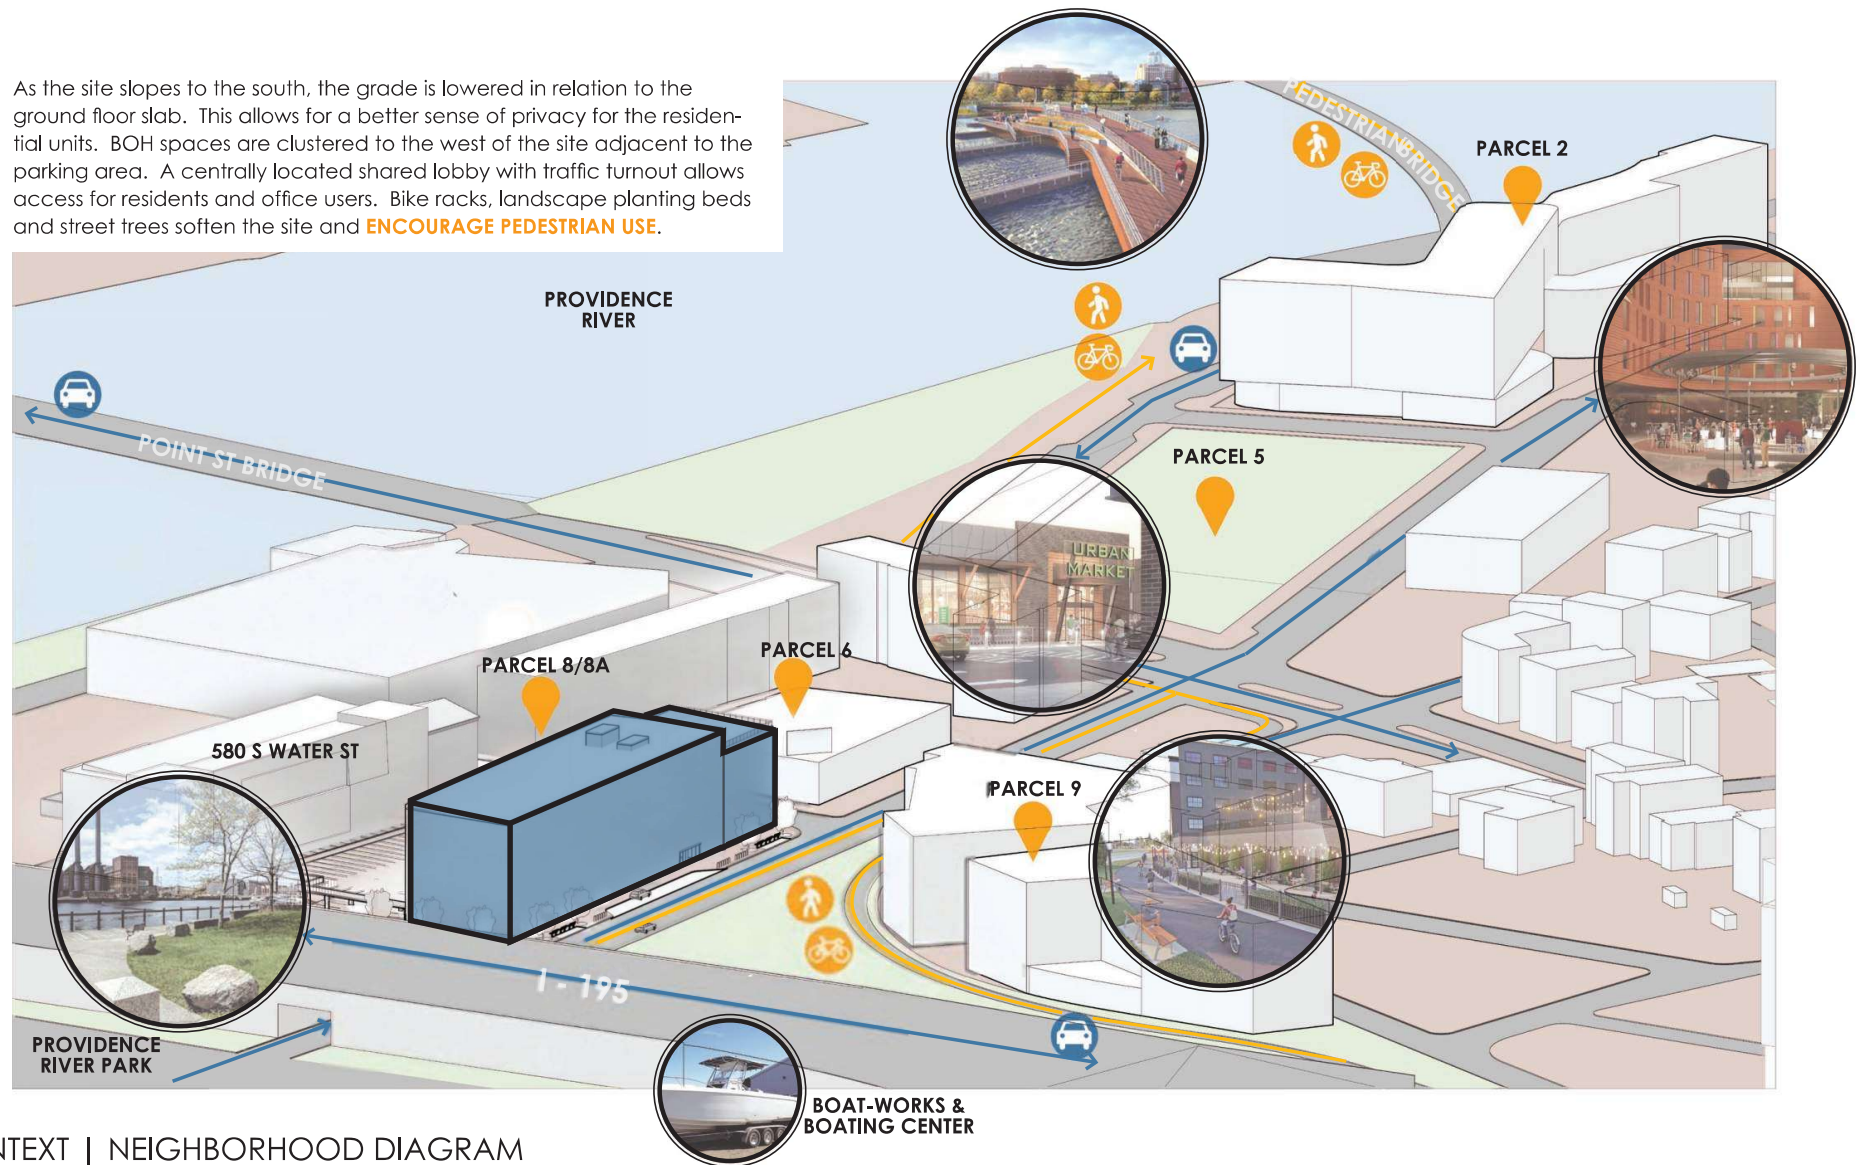 As the site slopes to the south, the grade is lowered in relation to the
ground floor slab. This allows for a better sense of privacy for the residen-
tial units. BOH spaces are clustered to the west of the site adjacent to the
parking area. A centrally located shared lobby with traffic turnout allows
access for residents and office users. Bike racks, landscape planting beds
and street trees soften the site and ENCOURAGE PEDESTRIAN USE.
PEDESTRIAN BRIDGE
PARCEL 2
PROVIDENCE
RIVER
POINT ST BRIDGE
PARCEL 5
URBAN
MARKET
PARCEL 8/8A
PARCEL 6
580 S WATER ST
PARCEL 9
I - 195
PROVIDENCE
RIVER PARK
BOAT-WORKS &
BOATING CENTER
NTEXT | NEIGHBORHOOD DIAGRAM